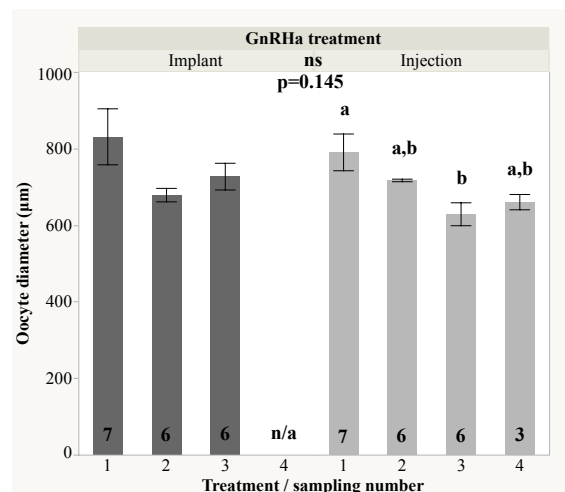 GnRHa treatment
Implant ns Injection
p=0.145
1000
800
600
400
200
0
Oocyte diameter (µm)
a
a,b
b
a,b
7 6 6 n/a 7 6 6 3
1 2 3 4 1 2 3 4
Treatment / sampling number